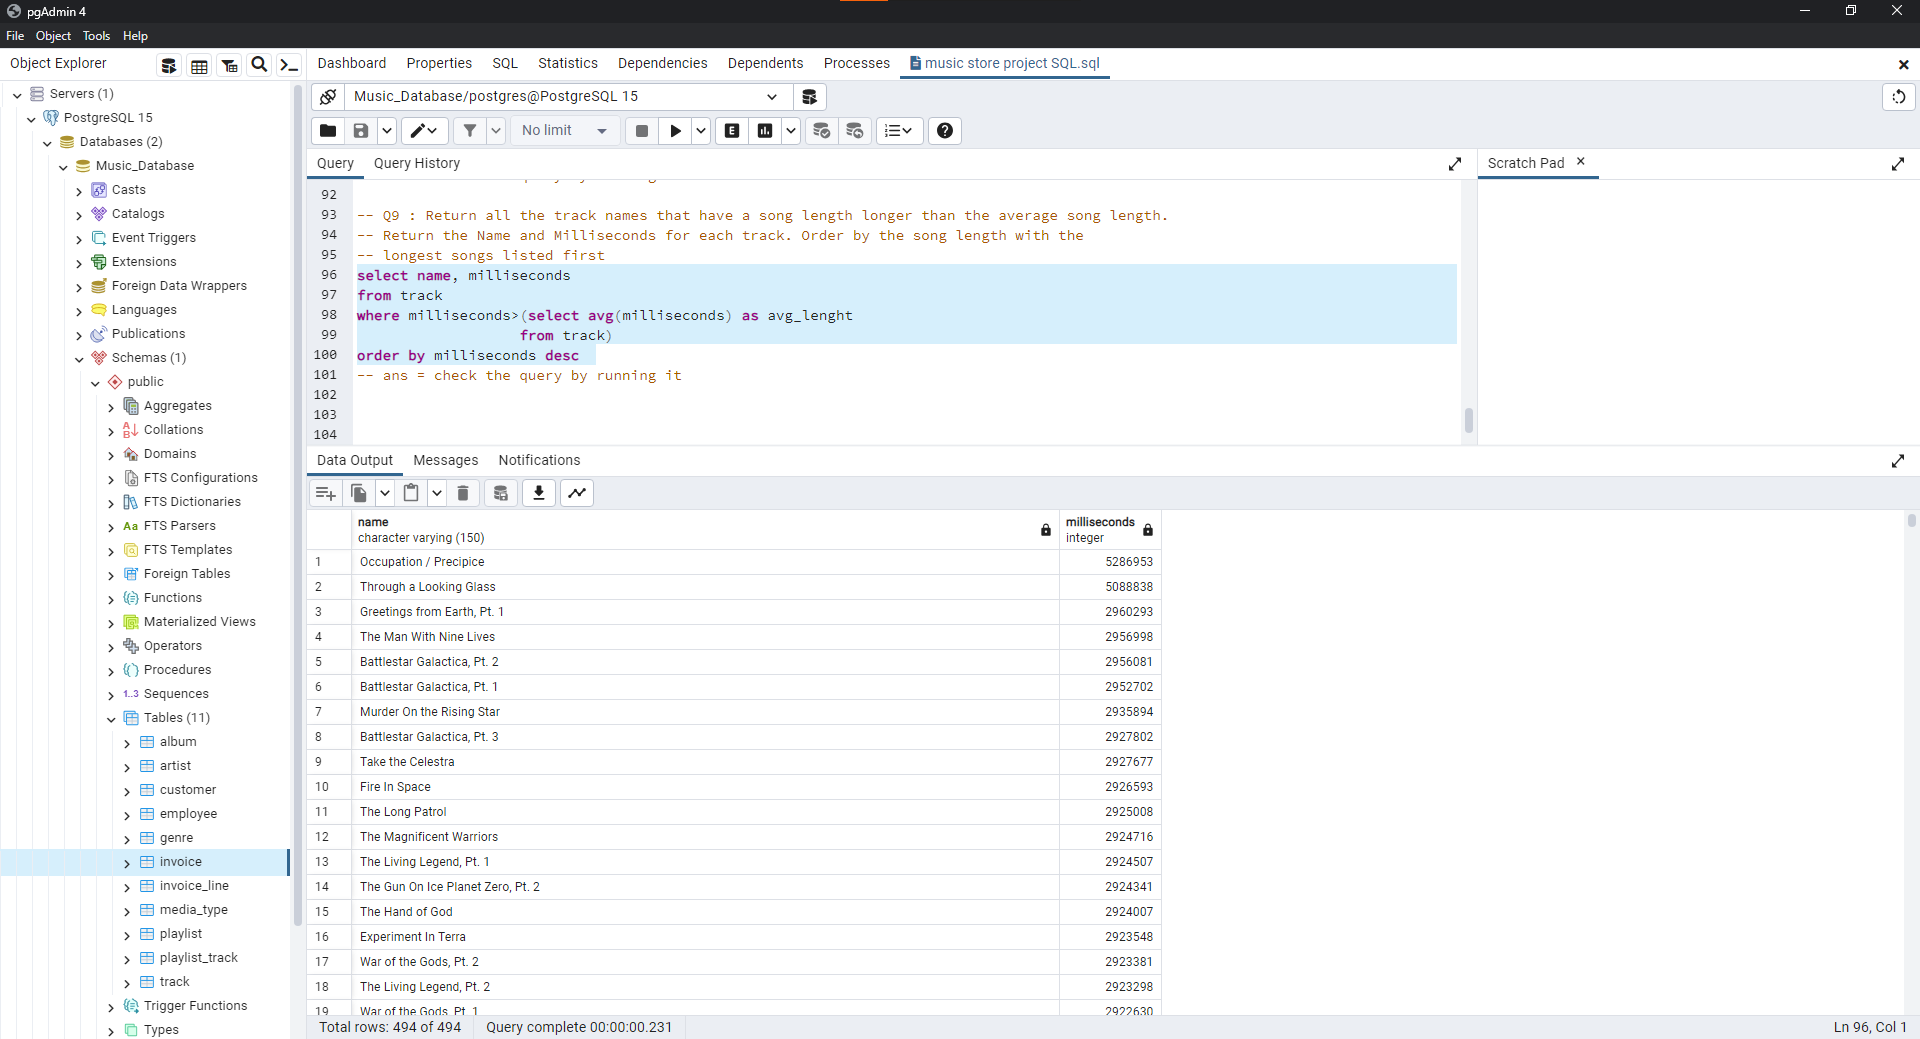 pgAdmin 4
File Object Tools Help
Object Explorer
Dashboard Properties SQL Statistics Dependencies Dependents Processes music store project SQL.sql
Servers (1)
PostgreSQL 15
Databases (2)
Music_Database
Casts
Catalogs
Event Triggers
Extensions
Foreign Data Wrappers
Languages
Publications
Schemas (1)
public
Aggregates
Collations
Domains
FTS Configurations
FTS Dictionaries
Aa FTS Parsers
FTS Templates
Foreign Tables
Functions
Materialized Views
Operators
Procedures
1..3 Sequences
Tables (11)
album
artist
customer
employee
genre
invoice
invoice_line
media_type
playlist
playlist_track
track
Trigger Functions
Types
Music_Database/postgres@PostgreSQL 15
No limit
E
Query Query History
Scratch Pad
92
93 -- Q9 : Return all the track names that have a song length longer than the average song length.
94 -- Return the Name and Milliseconds for each track. Order by the song length with the
95 -- longest songs listed first
96 select name, milliseconds
97 from track
98 where milliseconds>(select avg(milliseconds) as avg_lenght
99 from track)
100 order by milliseconds desc
101 -- ans = check the query by running it
102
103
104
Data Output Messages Notifications
name milliseconds
character varying (150) integer
1 Occupation / Precipice 5286953
2 Through a Looking Glass 5088838
3 Greetings from Earth, Pt. 1 2960293
4 The Man With Nine Lives 2956998
5 Battlestar Galactica, Pt. 2 2956081
6 Battlestar Galactica, Pt. 1 2952702
7 Murder On the Rising Star 2935894
8 Battlestar Galactica, Pt. 3 2927802
9 Take the Celestra 2927677
10 Fire In Space 2926593
11 The Long Patrol 2925008
12 The Magnificent Warriors 2924716
13 The Living Legend, Pt. 1 2924507
14 The Gun On Ice Planet Zero, Pt. 2 2924341
15 The Hand of God 2924007
16 Experiment In Terra 2923548
17 War of the Gods, Pt. 2 2923381
18 The Living Legend, Pt. 2 2923298
19 War of the Gods, Pt. 1 2922630
Total rows: 494 of 494 Query complete 00:00:00.231 Ln 96, Col 1